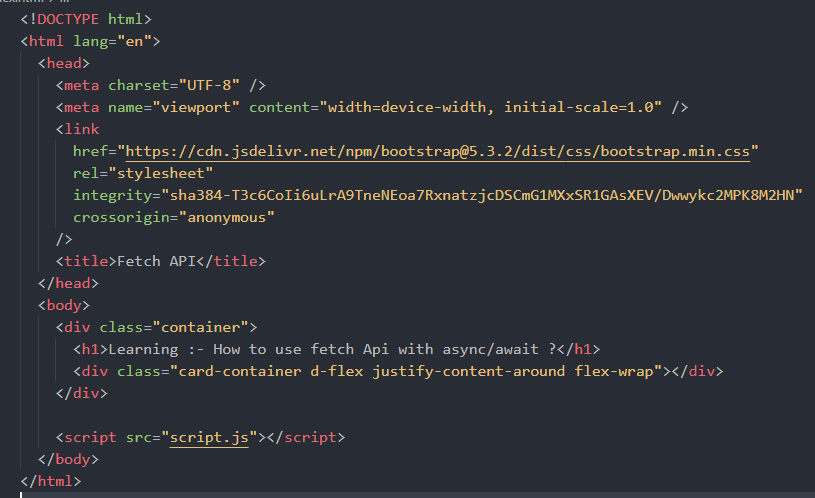 <!DOCTYPE html>
<html lang="en">
<head>
<meta charset="UTF-8" />
<meta name="viewport" content="width=device-width, initial-scale=1.0" />
<link
href="https://cdn.jsdelivr.net/npm/bootstrap@5.3.2/dist/css/bootstrap.min.css"
rel="stylesheet"
integrity="sha384-T3c6CoIi6uLrA9TneNEoa7RxnatzjcDSCmG1MXxSR1GAsXEV/Dwwykc2MPK8M2HN"
crossorigin="anonymous"
/>
<title>Fetch API</title>
</head>
<body>
<div class="container">
<h1>Learning :- How to use fetch Api with async/await ?</h1>
<div class="card-container d-flex justify-content-around flex-wrap"></div>
</div>
<script src="script.js"></script>
</body>
</html>